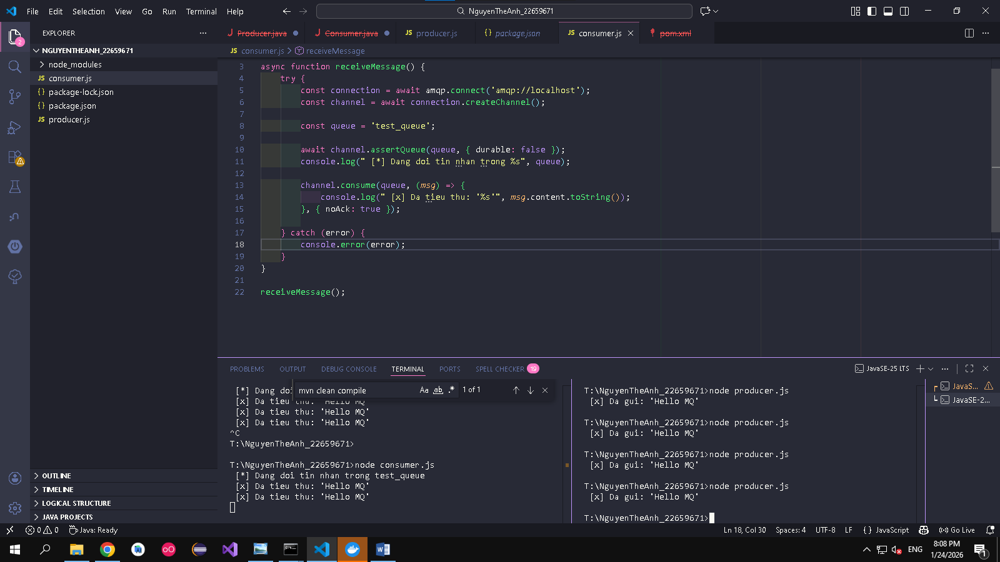 File Edit Selection View Go Run Terminal Help
NguyenTheAnh_22659671
EXPLORER
Producer.java
Consumer.java
producer.js
package.json
consumer.js
pom.xml
NGUYENTHEANH_22659671
node_modules
consumer.js
package-lock.json
package.json
producer.js
consumer.js > receiveMessage
3 async function receiveMessage() {
4 try {
5 const connection = await amqp.connect('amqp://localhost');
6 const channel = await connection.createChannel();
7
8 const queue = 'test_queue';
9
10 await channel.assertQueue(queue, { durable: false });
11 console.log(" [*] Dang doi tin nhan trong %s", queue);
12
13 channel.consume(queue, (msg) => {
14 console.log(" [x] Da tieu thu: '%s'", msg.content.toString());
15 }, { noAck: true });
16
17 } catch (error) {
18 console.error(error);
19 }
20 }
21
22 receiveMessage();
PROBLEMS OUTPUT DEBUG CONSOLE TERMINAL PORTS SPELL CHECKER 19
JavaSE-25 LTS
mvn clean compile
Aa ab .* 1 of 1
[*] Dang do
[x] Da tieu thu: 'Hello MQ'
[x] Da tieu thu: 'Hello MQ'
[x] Da tieu thu: 'Hello MQ'
^C
T:\NguyenTheAnh_22659671>
T:\NguyenTheAnh_22659671>node consumer.js
[*] Dang doi tin nhan trong test_queue
[x] Da tieu thu: 'Hello MQ'
[x] Da tieu thu: 'Hello MQ'
T:\NguyenTheAnh_22659671>node producer.js
[x] Da gui: 'Hello MQ'
T:\NguyenTheAnh_22659671>node producer.js
[x] Da gui: 'Hello MQ'
T:\NguyenTheAnh_22659671>node producer.js
[x] Da gui: 'Hello MQ'
T:\NguyenTheAnh_22659671>node producer.js
[x] Da gui: 'Hello MQ'
T:\NguyenTheAnh_22659671>
JavaS...
JavaSE-2...
OUTLINE
TIMELINE
LOGICAL STRUCTURE
JAVA PROJECTS
2
0 0 Java: Ready
Ln 18, Col 30 Spaces: 4 UTF-8 LF {} JavaScript Go Live
ENG
8:08 PM
1/24/2026
1